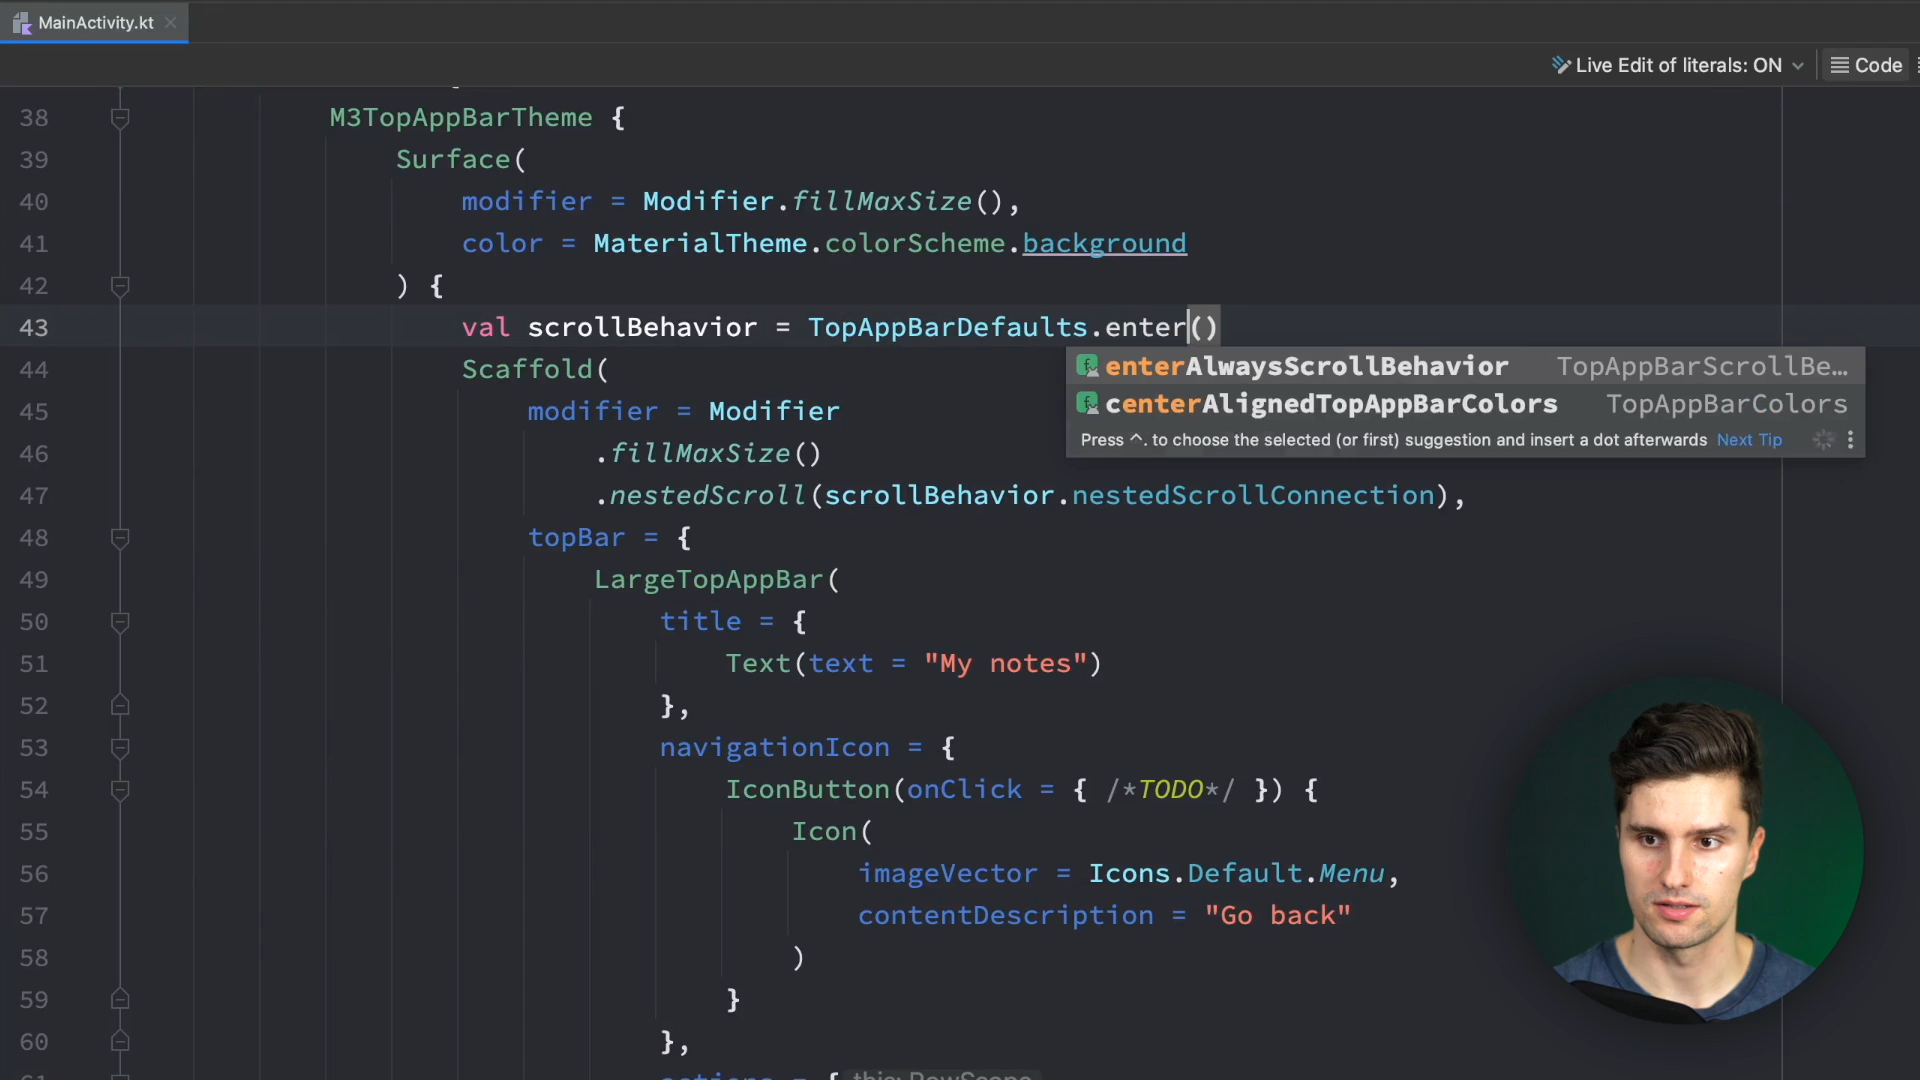 MainActivity.kt
Live Edit of literals: ON
Code
38 M3TopAppBarTheme {
39 Surface(
40 modifier = Modifier.fillMaxSize(),
41 color = MaterialTheme.colorScheme.background
42 ) {
43 val scrollBehavior = TopAppBarDefaults.enter()
enterAlwaysScrollBehavior TopAppBarScrollBe…
centerAlignedTopAppBarColors TopAppBarColors
Press ^. to choose the selected (or first) suggestion and insert a dot afterwards Next Tip
44 Scaffold(
45 modifier = Modifier
46 .fillMaxSize()
47 .nestedScroll(scrollBehavior.nestedScrollConnection),
48 topBar = {
49 LargeTopAppBar(
50 title = {
51 Text(text = "My notes")
52 },
53 navigationIcon = {
54 IconButton(onClick = { /*TODO*/ }) {
55 Icon(
56 imageVector = Icons.Default.Menu,
57 contentDescription = "Go back"
58 )
59 }
60 },
61 actions = { this: RowScope